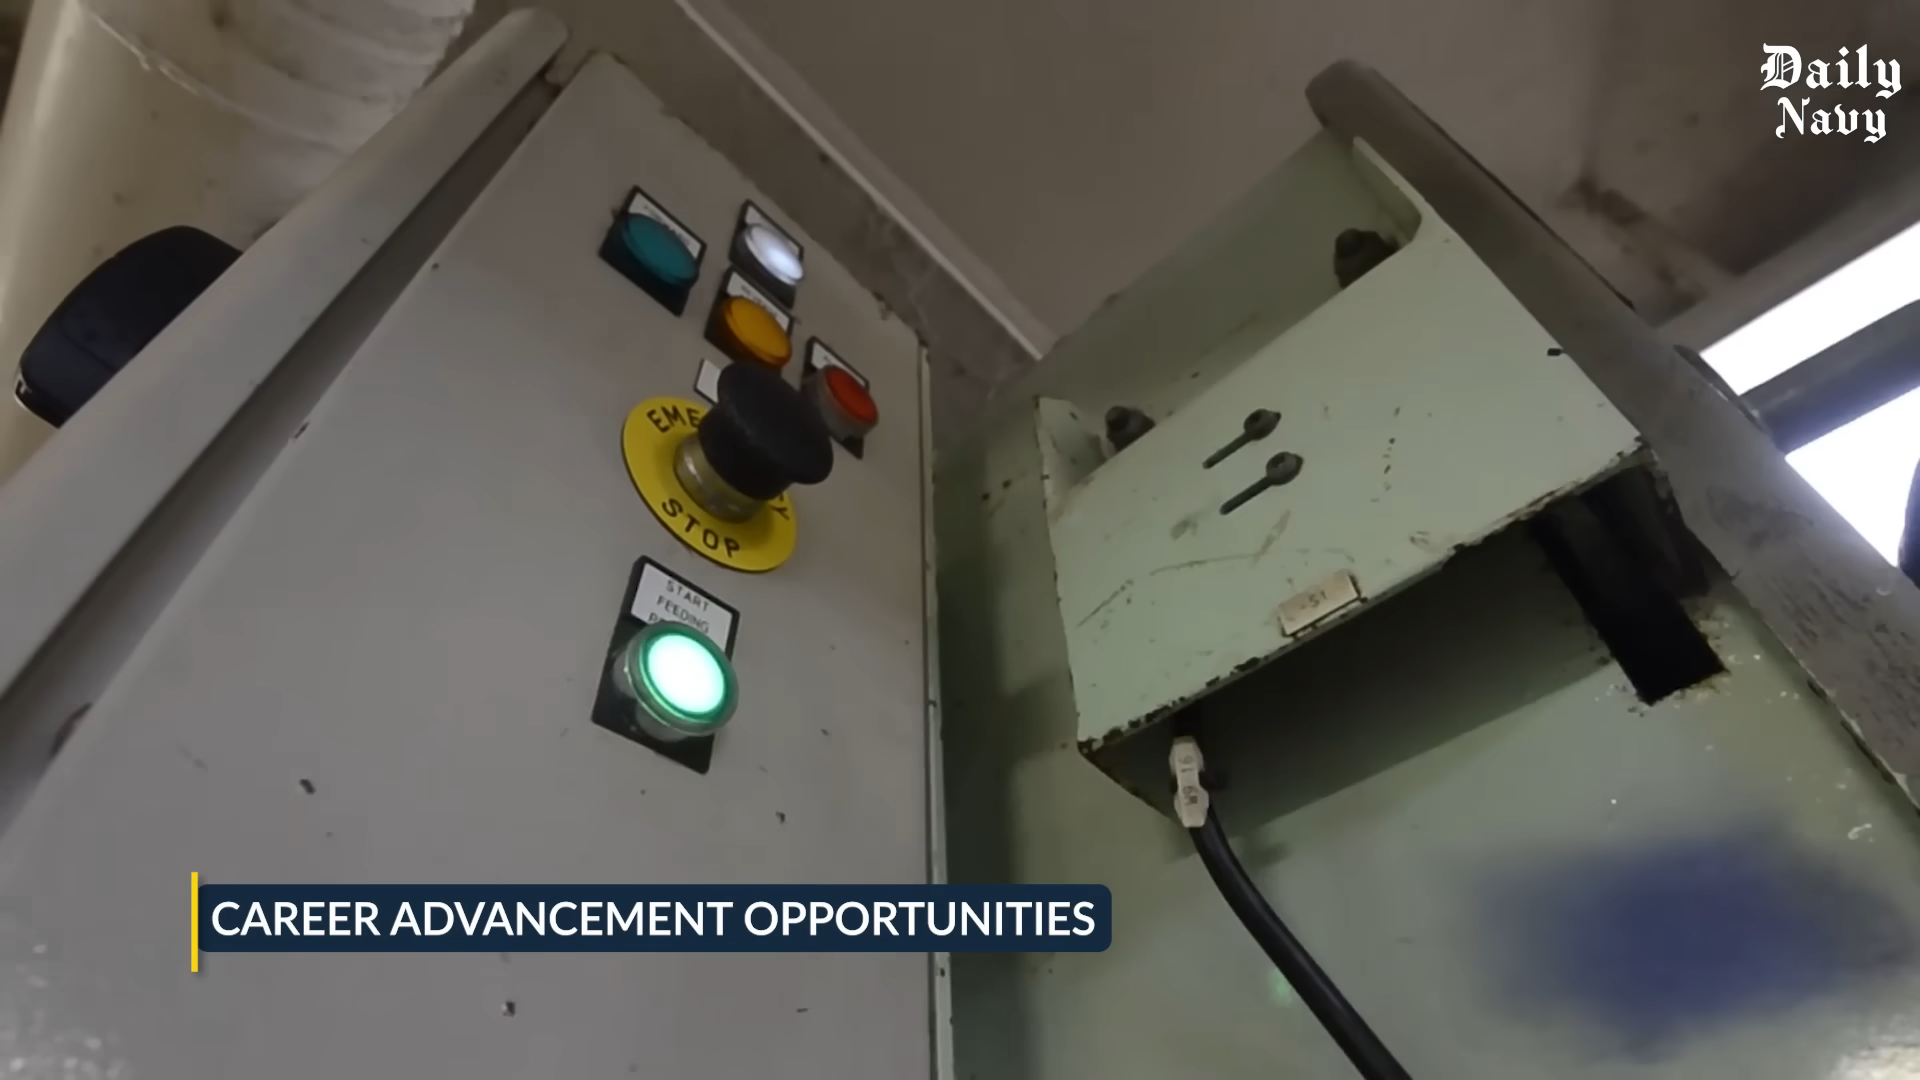 Daily
Navy
EME
Y
STOP
START
FEEDING
CAREER ADVANCEMENT OPPORTUNITIES